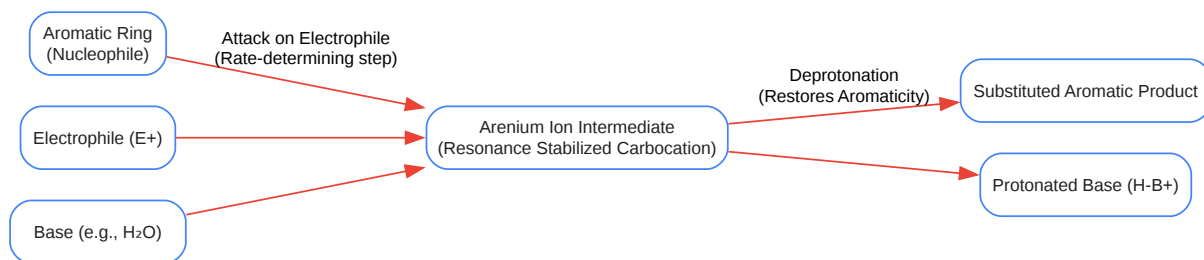 Aromatic Ring
(Nucleophile)
Attack on Electrophile
(Rate-determining step)
Electrophile (E+)
Base (e.g., H₂O)
Arenium Ion Intermediate
(Resonance Stabilized Carbocation)
Deprotonation
(Restores Aromaticity)
Substituted Aromatic Product
Protonated Base (H-B+)